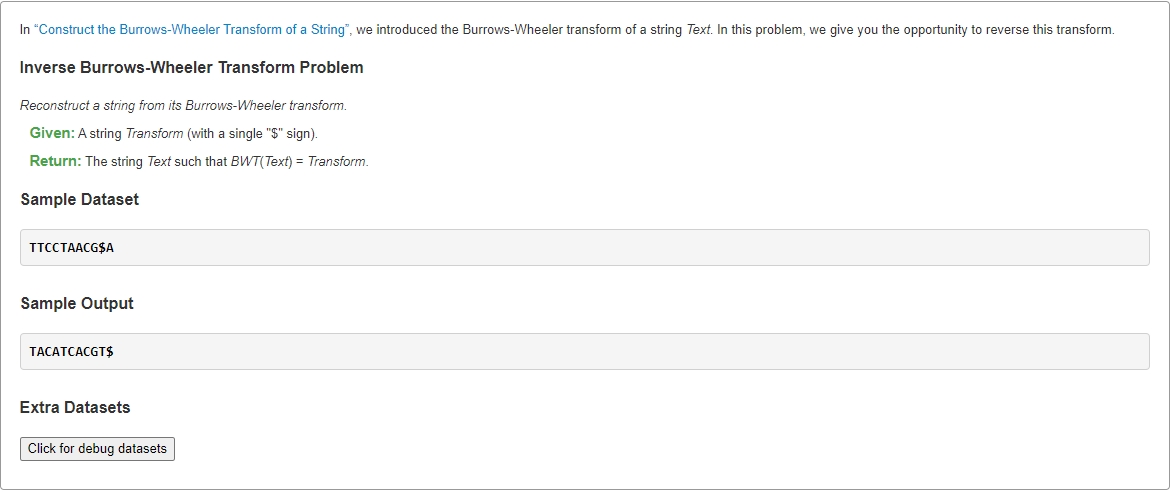 In “Construct the Burrows-Wheeler Transform of a String”, we introduced the Burrows-Wheeler transform of a string Text. In this problem, we give you the opportunity to reverse this transform.
Inverse Burrows-Wheeler Transform Problem
Reconstruct a string from its Burrows-Wheeler transform.
Given: A string Transform (with a single "$" sign).
Return: The string Text such that BWT(Text) = Transform.
Sample Dataset
TTCCTAACG$A
Sample Output
TACATCACGT$
Extra Datasets
Click for debug datasets